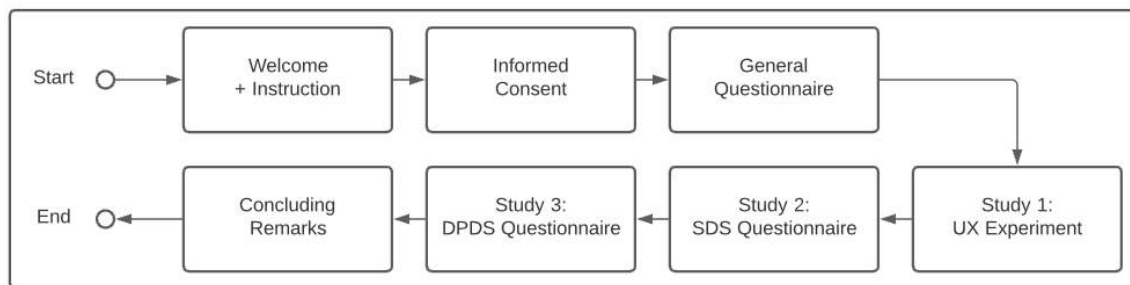 Start
Welcome
+ Instruction
Informed
Consent
General
Questionnaire
Study 1:
UX Experiment
Study 2:
SDS Questionnaire
Study 3:
DPDS Questionnaire
Concluding
Remarks
End